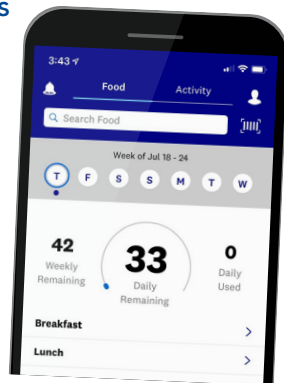 s
3:43
Food Activity
Search Food
Week of Jul 18 - 24
T F S S M T W
42 33 0
Weekly Remaining Daily Remaining Daily Used
Breakfast
Lunch